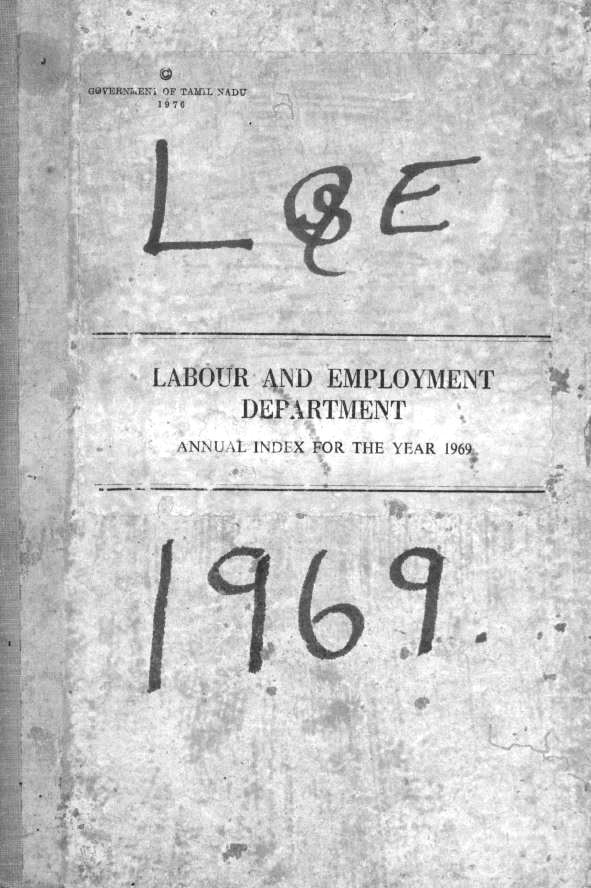 ©
GOVERNMENT OF TAMIL NADU
1976
L & E
LABOUR AND EMPLOYMENT
DEPARTMENT
ANNUAL INDEX FOR THE YEAR 1969
1969.